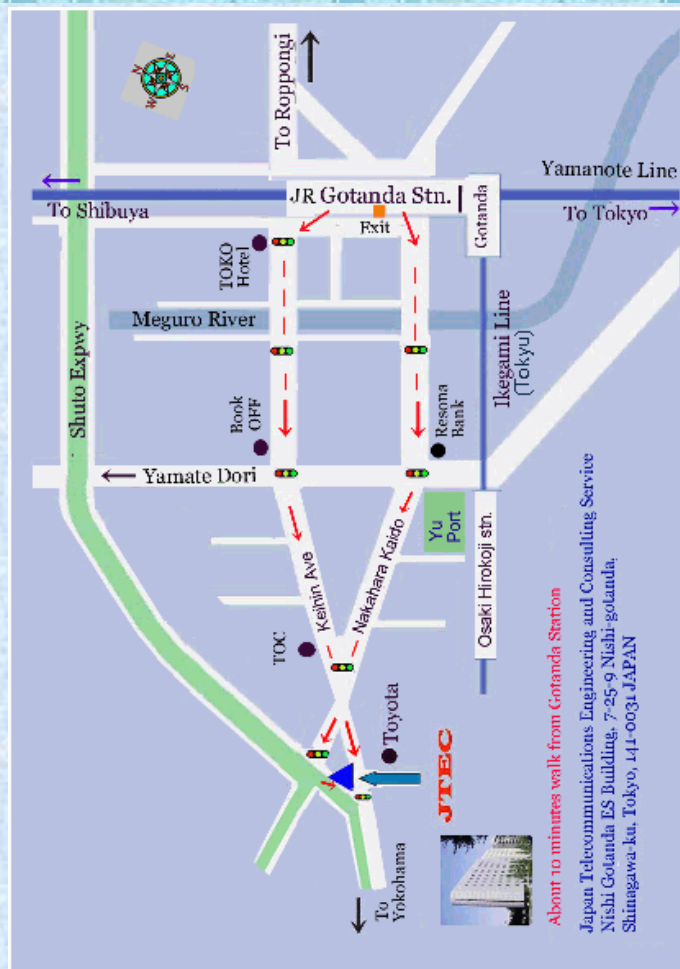 N
E
W
S
To Roppongi
Yamanote Line
JR Gotanda Stn.
To Shibuya
To Tokyo
Exit
Gotanda
TOKO
Hotel
Meguro River
Shuto Expwy
Ikegami Line
(Tokyu)
Book
OFF
Resona
Bank
Yamate Dori
Yu
Port
Keihin Ave
Nakahara Kaido
Osaki Hirokoji stn.
TOC
Toyota
JTEC
To
Yokohama
About 10 minutes walk from Gotanda Station
Japan Telecommunications Engineering and Consulting Service
Nishi Gotanda ES Building, 7-25-9 Nishi-gotanda,
Shinagawa-ku, Tokyo, 141-0031 JAPAN